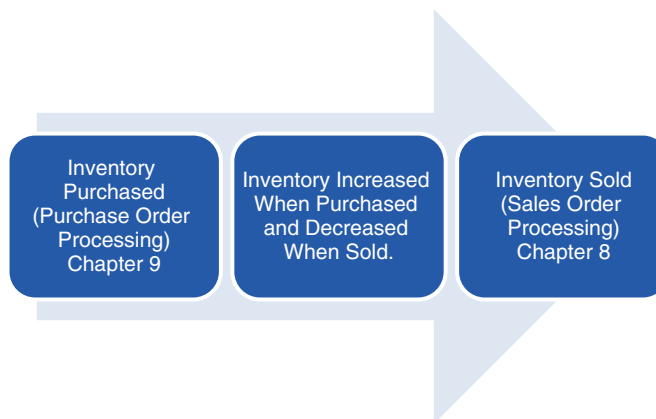 Inventory
Purchased
(Purchase Order
Processing)
Chapter 9
Inventory Increased
When Purchased
and Decreased
When Sold.
Inventory Sold
(Sales Order
Processing)
Chapter 8